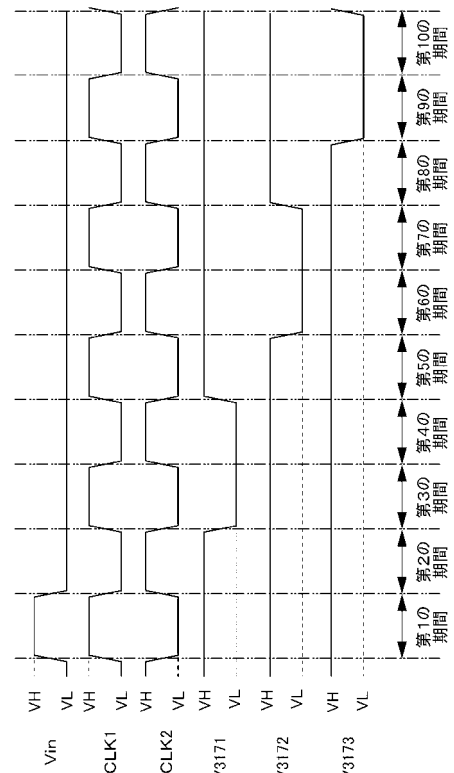 Vin
VH
VL
CLK1
VH
VL
CLK2
VH
VL
V3171
VH
VL
V3172
VH
VL
V3173
VH
VL
第1の
期間
第2の
期間
第3の
期間
第4の
期間
第5の
期間
第6の
期間
第7の
期間
第8の
期間
第9の
期間
第10の
期間